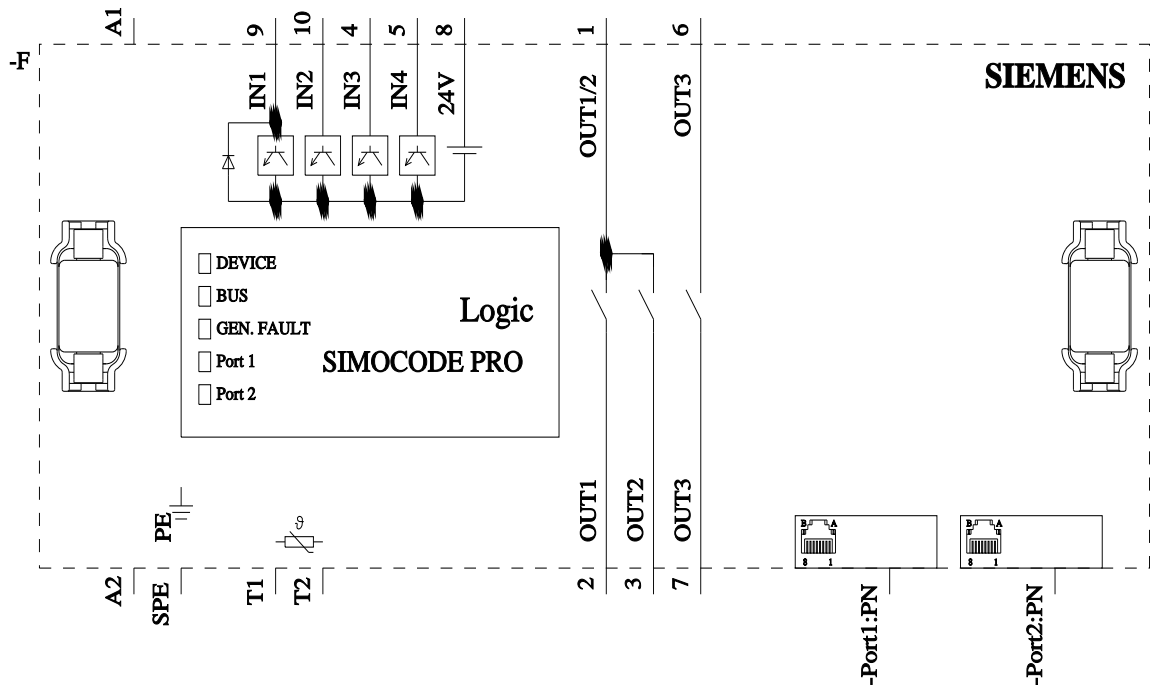 A1
9
10
4
5
8
1
6
-F
IN1
IN2
IN3
IN4
24V
OUT1/2
OUT3
SIEMENS
DEVICE
BUS
GEN. FAULT
Port 1
Port 2
Logic
SIMOCODE PRO
PE
ϑ
OUT1
OUT2
OUT3
B A
8 1
B A
8 1
A2
SPE
T1
T2
2
3
7
-Port1:PN
-Port2:PN